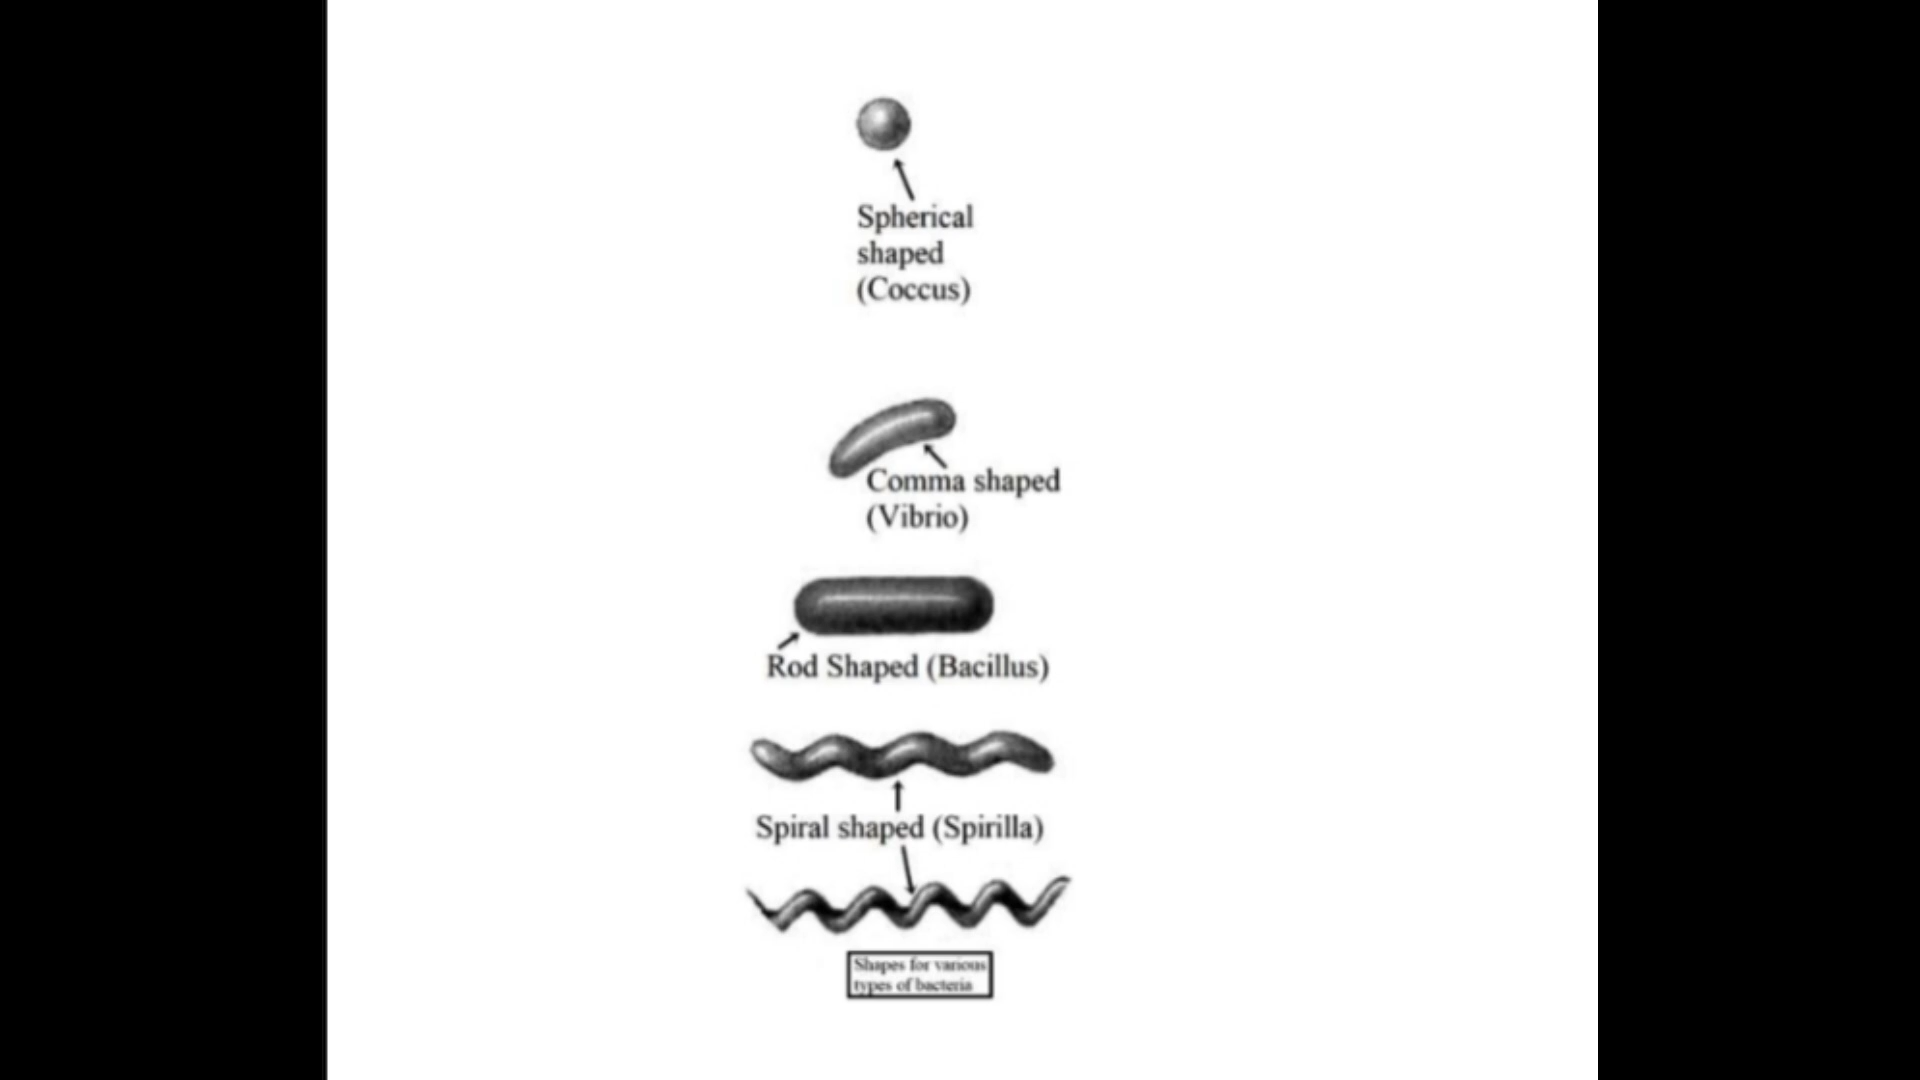 Spherical
shaped
(Coccus)
Comma shaped
(Vibrio)
Rod Shaped (Bacillus)
Spiral shaped (Spirilla)
Shapes for various
types of bacteria